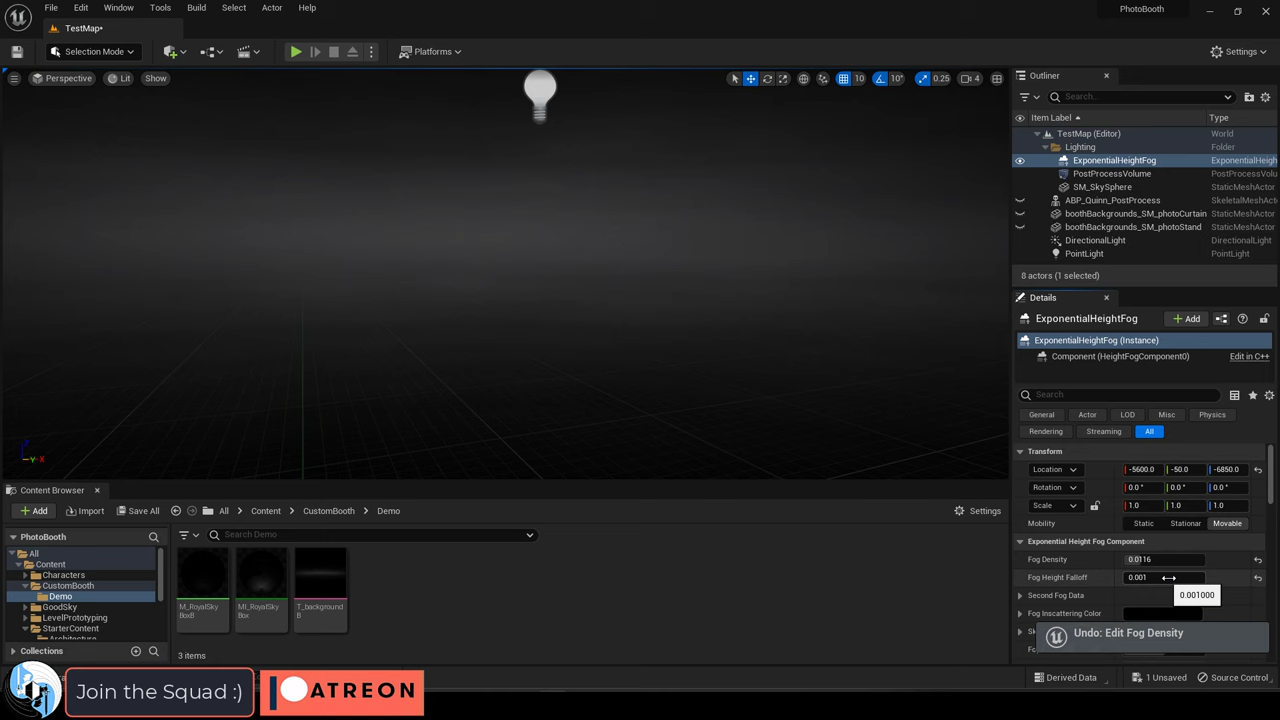 File Edit Window Tools Build Select Actor Help
PhotoBooth
TestMap*
Selection Mode
Platforms
Settings
Perspective Lit Show
10 10° 0.25 4
Outliner
Search...
Item Label Type
TestMap (Editor) World
Lighting Folder
ExponentialHeightFog ExponentialHeigh
PostProcessVolume PostProcessVolu
SM_SkySphere StaticMeshActor
ABP_Quinn_PostProcess SkeletalMeshAct
boothBackgrounds_SM_photoCurtain StaticMeshActor
boothBackgrounds_SM_photoStand StaticMeshActor
DirectionalLight DirectionalLight
PointLight PointLight
8 actors (1 selected)
Details
ExponentialHeightFog
Add
ExponentialHeightFog (Instance)
Component (HeightFogComponent0) Edit in C++
Search
General Actor LOD Misc Physics
Rendering Streaming All
Transform
Location -5600.0 -50.0 -6850.0
Rotation 0.0 ° 0.0 ° 0.0 °
Scale 1.0 1.0 1.0
Mobility Static Stationar Movable
Exponential Height Fog Component
Fog Density 0.0116
Fog Height Falloff 0.001
0.001000
Second Fog Data
Fog Inscattering Color
Undo: Edit Fog Density
Content Browser
Add Import Save All All Content CustomBooth Demo Settings
PhotoBooth
Search Demo
All
Content
Characters
CustomBooth
Demo
GoodSky
LevelPrototyping
StarterContent
Architecture
Collections
M_RoyalSky
BoxB
MI_RoyalSky
Box
T_background
B
3 items
Derived Data 1 Unsaved Source Control
Join the Squad :)
ATREON